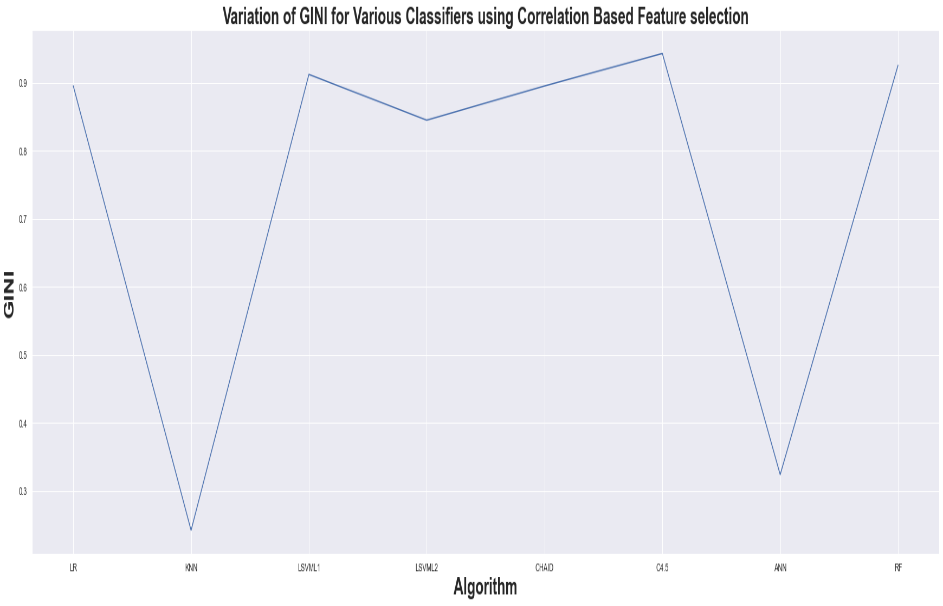 Variation of GINI for Various Classifiers using Correlation Based Feature selection
0.9
0.8
0.7
0.6
0.5
0.4
0.3
GINI
LR KNN LSVML1 LSVML2 CHAID C4.5 ANN RF
Algorithm